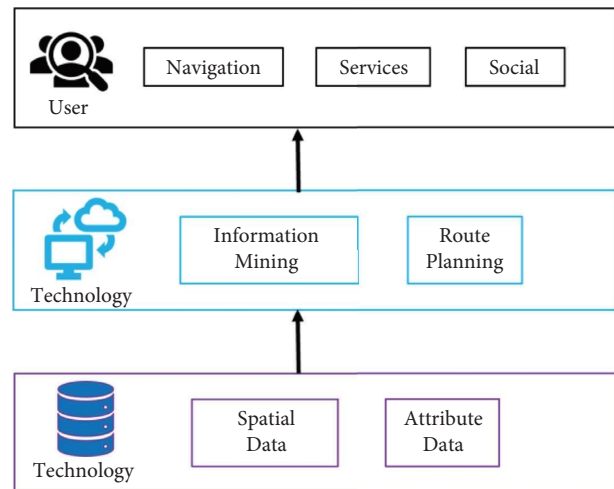 Navigation
Services
Social
User
Information
Mining
Route
Planning
Technology
Spatial
Data
Attribute
Data
Technology